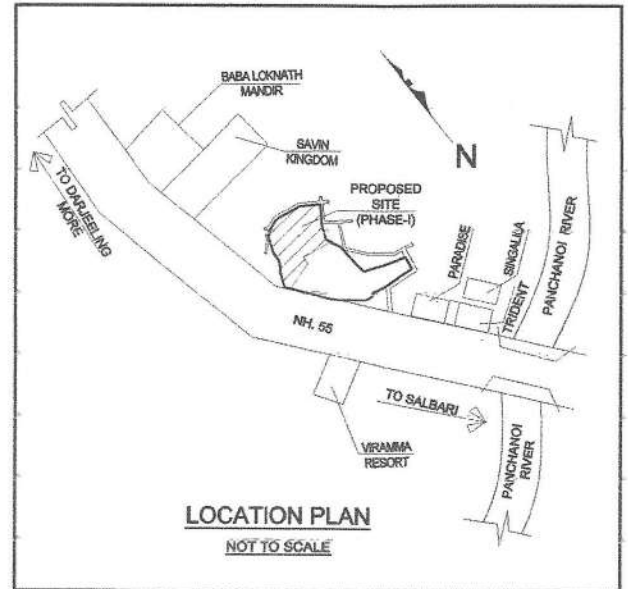 BABA LOKNATH
MANDIR
SAVIN
KINGDOM
N
TO DARJEELING
MORE
PROPOSED
SITE
(PHASE-I)
PARADISE
SINGALILA
TRIDENT
PANCHANOI RIVER
NH. 55
TO SALBARI
VIRAMMA
RESORT
PANCHANOI
RIVER
LOCATION PLAN
NOT TO SCALE